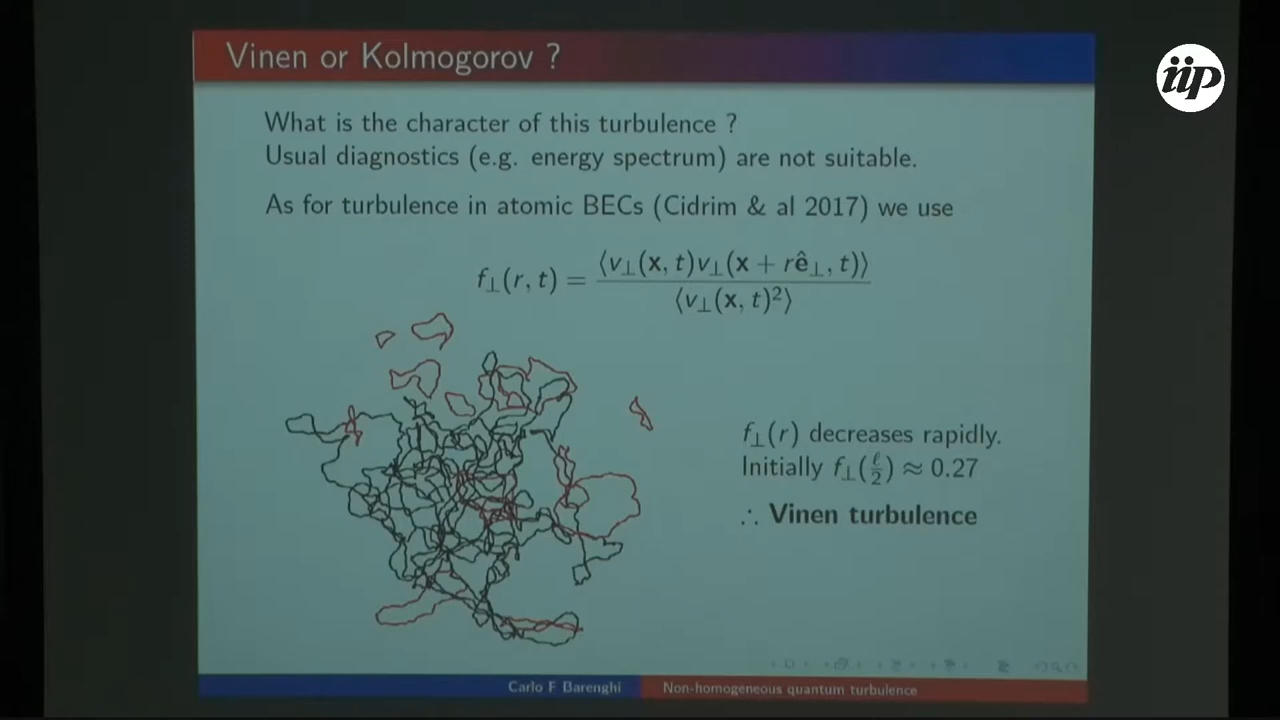 Vinen or Kolmogorov ?
iip
What is the character of this turbulence ?
Usual diagnostics (e.g. energy spectrum) are not suitable.
As for turbulence in atomic BECs (Cidrim & al 2017) we use
f⊥(r, t) = ⟨v⊥(x, t)v⊥(x + rê⊥, t)⟩ / ⟨v⊥(x, t)²⟩
f⊥(r) decreases rapidly.
Initially f⊥(ℓ/2) ≈ 0.27
∴ Vinen turbulence
Carlo F Barenghi
Non-homogeneous quantum turbulence